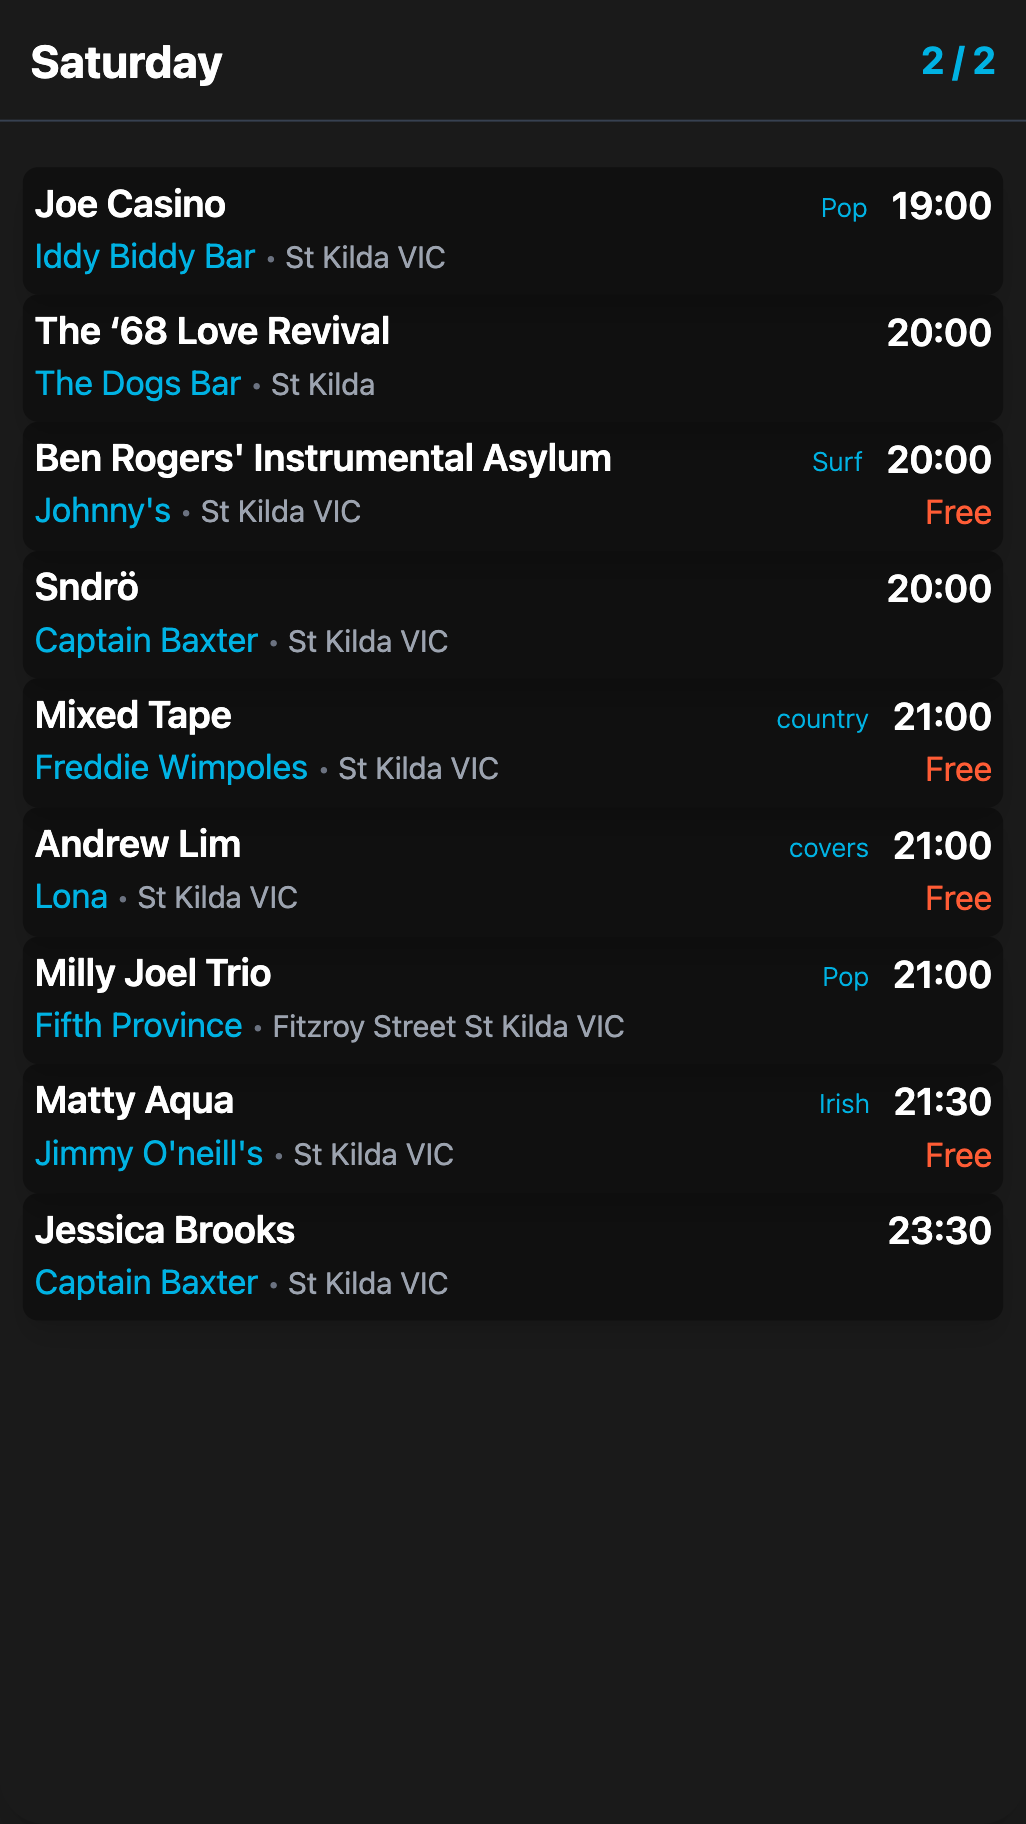 Saturday 2 / 2
Joe Casino Pop 19:00
Iddy Biddy Bar • St Kilda VIC
The ‘68 Love Revival 20:00
The Dogs Bar • St Kilda
Ben Rogers' Instrumental Asylum Surf 20:00
Johnny's • St Kilda VIC Free
Sndrö 20:00
Captain Baxter • St Kilda VIC
Mixed Tape country 21:00
Freddie Wimpoles • St Kilda VIC Free
Andrew Lim covers 21:00
Lona • St Kilda VIC Free
Milly Joel Trio Pop 21:00
Fifth Province • Fitzroy Street St Kilda VIC
Matty Aqua Irish 21:30
Jimmy O'neill's • St Kilda VIC Free
Jessica Brooks 23:30
Captain Baxter • St Kilda VIC